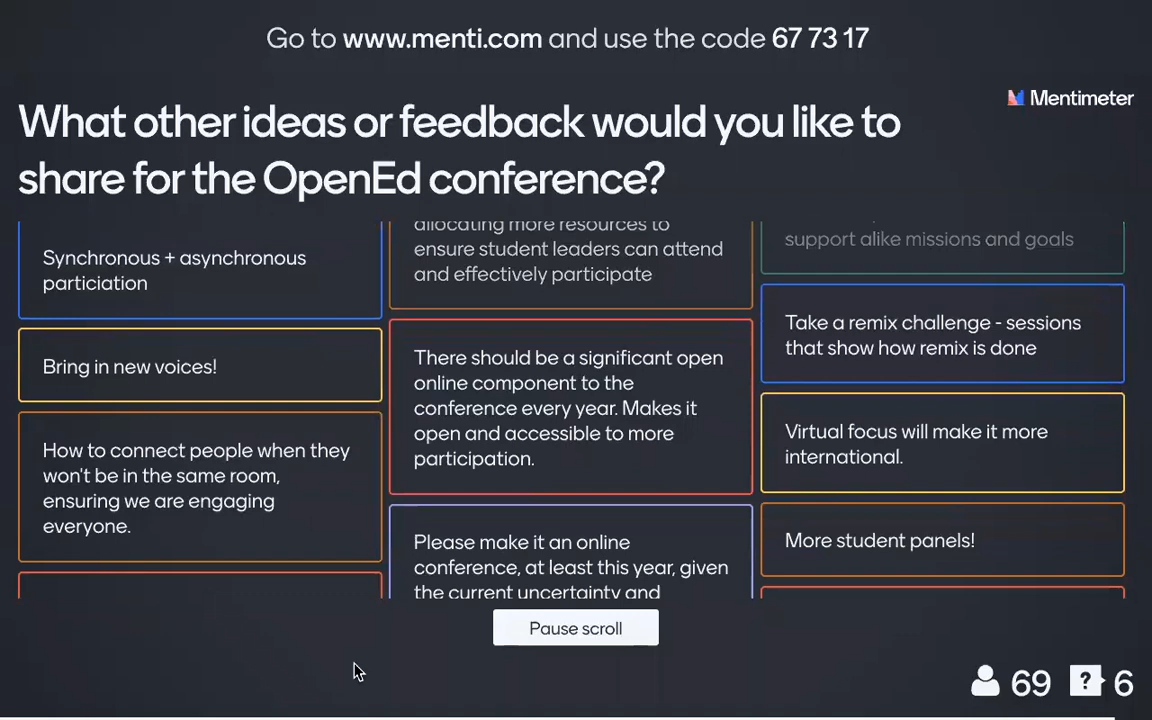 Go to www.menti.com and use the code 67 73 17
Mentimeter
What other ideas or feedback would you like to
share for the OpenEd conference?
Synchronous + asynchronous
particiation
Bring in new voices!
How to connect people when they
won't be in the same room,
ensuring we are engaging
everyone.
allocating more resources to
ensure student leaders can attend
and effectively participate
There should be a significant open
online component to the
conference every year. Makes it
open and accessible to more
participation.
Please make it an online
conference, at least this year, given
the current uncertainty and
support alike missions and goals
Take a remix challenge - sessions
that show how remix is done
Virtual focus will make it more
international.
More student panels!
Pause scroll
69
? 6